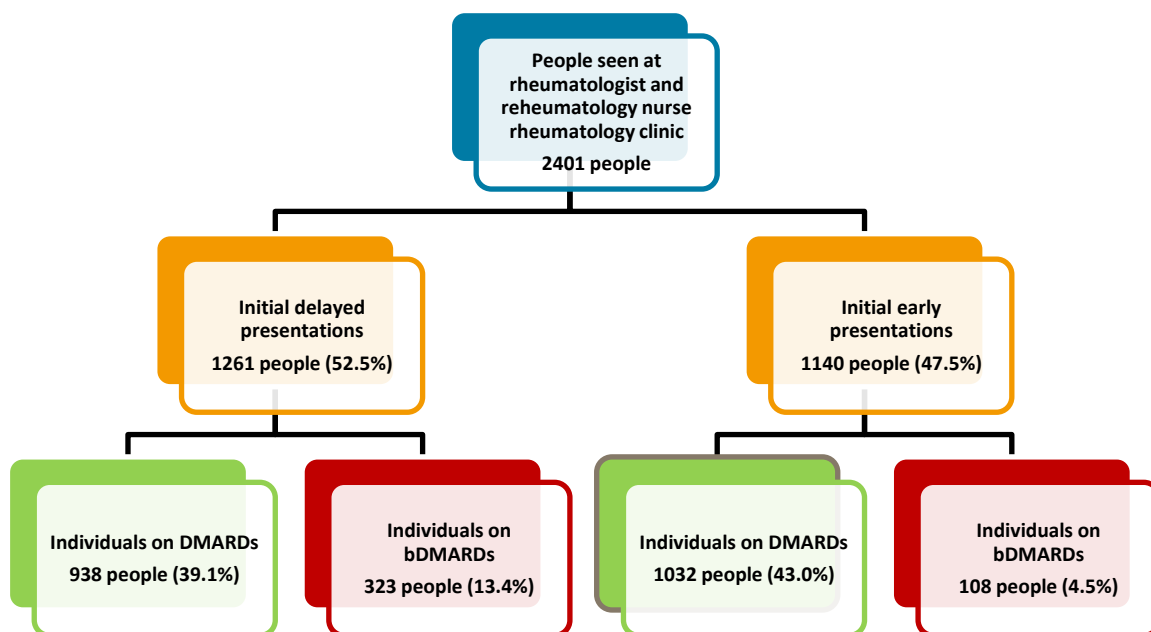 People seen at
rheumatologist and
reheumatology nurse
rheumatology clinic
2401 people
Initial delayed
presentations
1261 people (52.5%)
Initial early
presentations
1140 people (47.5%)
Individuals on DMARDs
938 people (39.1%)
Individuals on
bDMARDs
323 people (13.4%)
Individuals on DMARDs
1032 people (43.0%)
Individuals on
bDMARDs
108 people (4.5%)